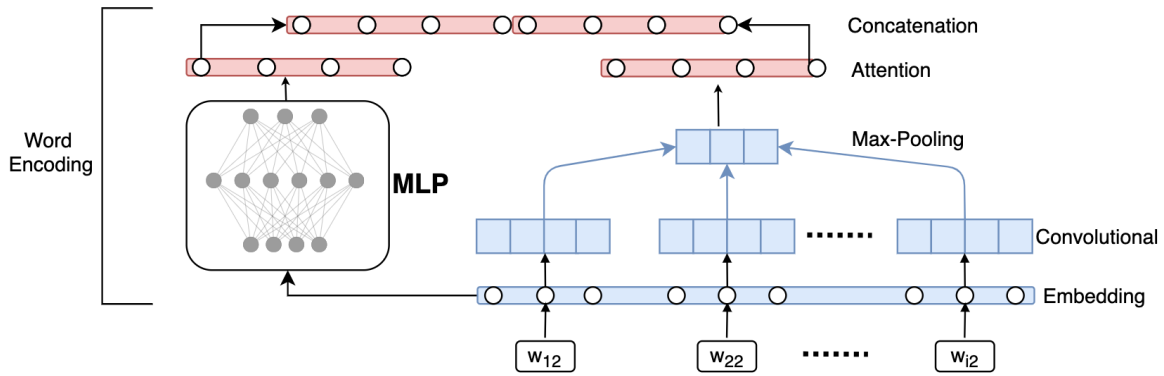 Concatenation
Attention
Word
Encoding
Max-Pooling
MLP
Convolutional
Embedding
w12
w22
wi2